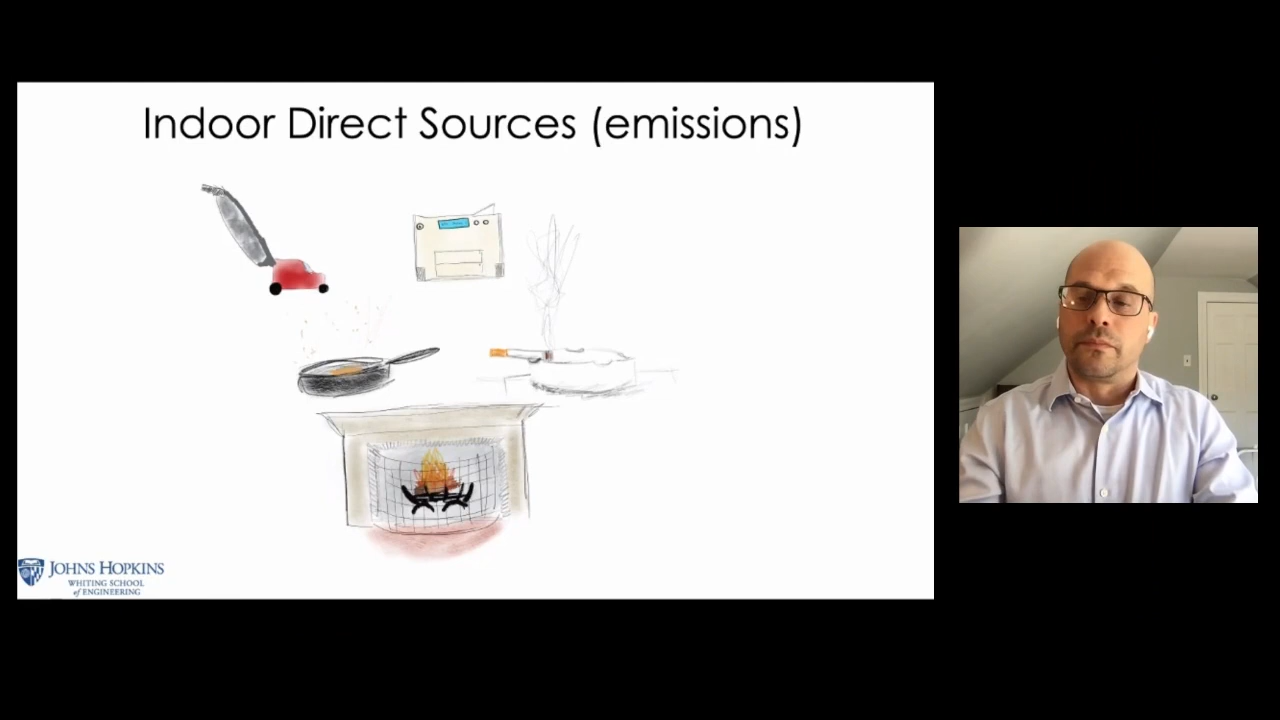 Indoor Direct Sources (emissions)
JOHNS HOPKINS
WHITING SCHOOL
of ENGINEERING